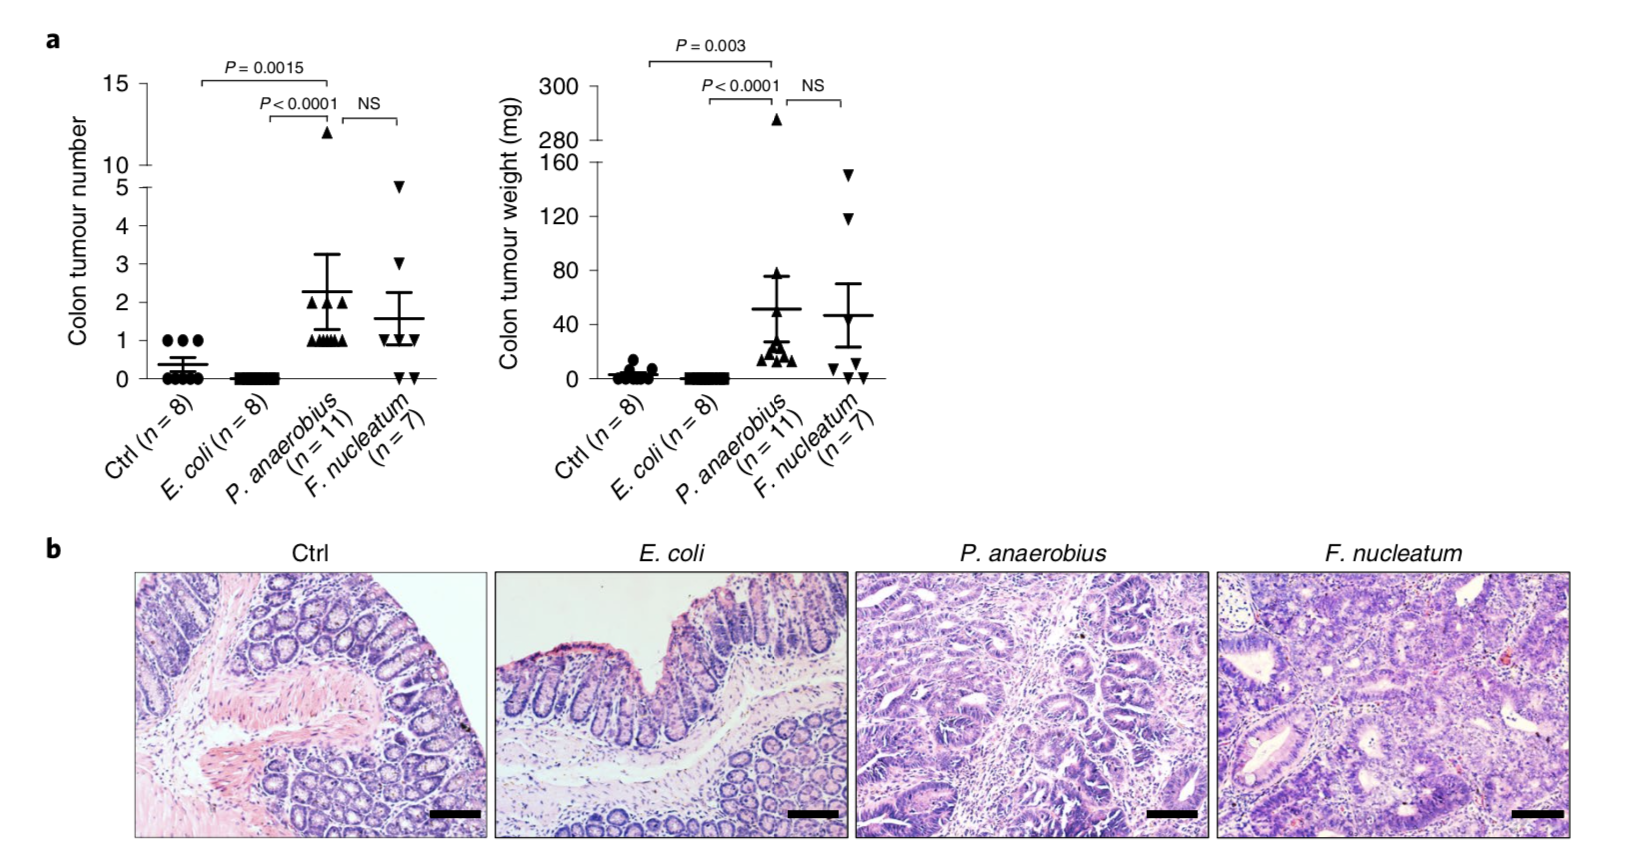 a
P = 0.0015
P < 0.0001 NS
Colon tumour number
15
10
5
4
3
2
1
0
Ctrl (n = 8)
E. coli (n = 8)
P. anaerobius
(n = 11)
F. nucleatum
(n = 7)
P = 0.003
P < 0.0001 NS
Colon tumour weight (mg)
300
280
160
120
80
40
0
Ctrl (n = 8)
E. coli (n = 8)
P. anaerobius
(n = 11)
F. nucleatum
(n = 7)
b
Ctrl
E. coli
P. anaerobius
F. nucleatum